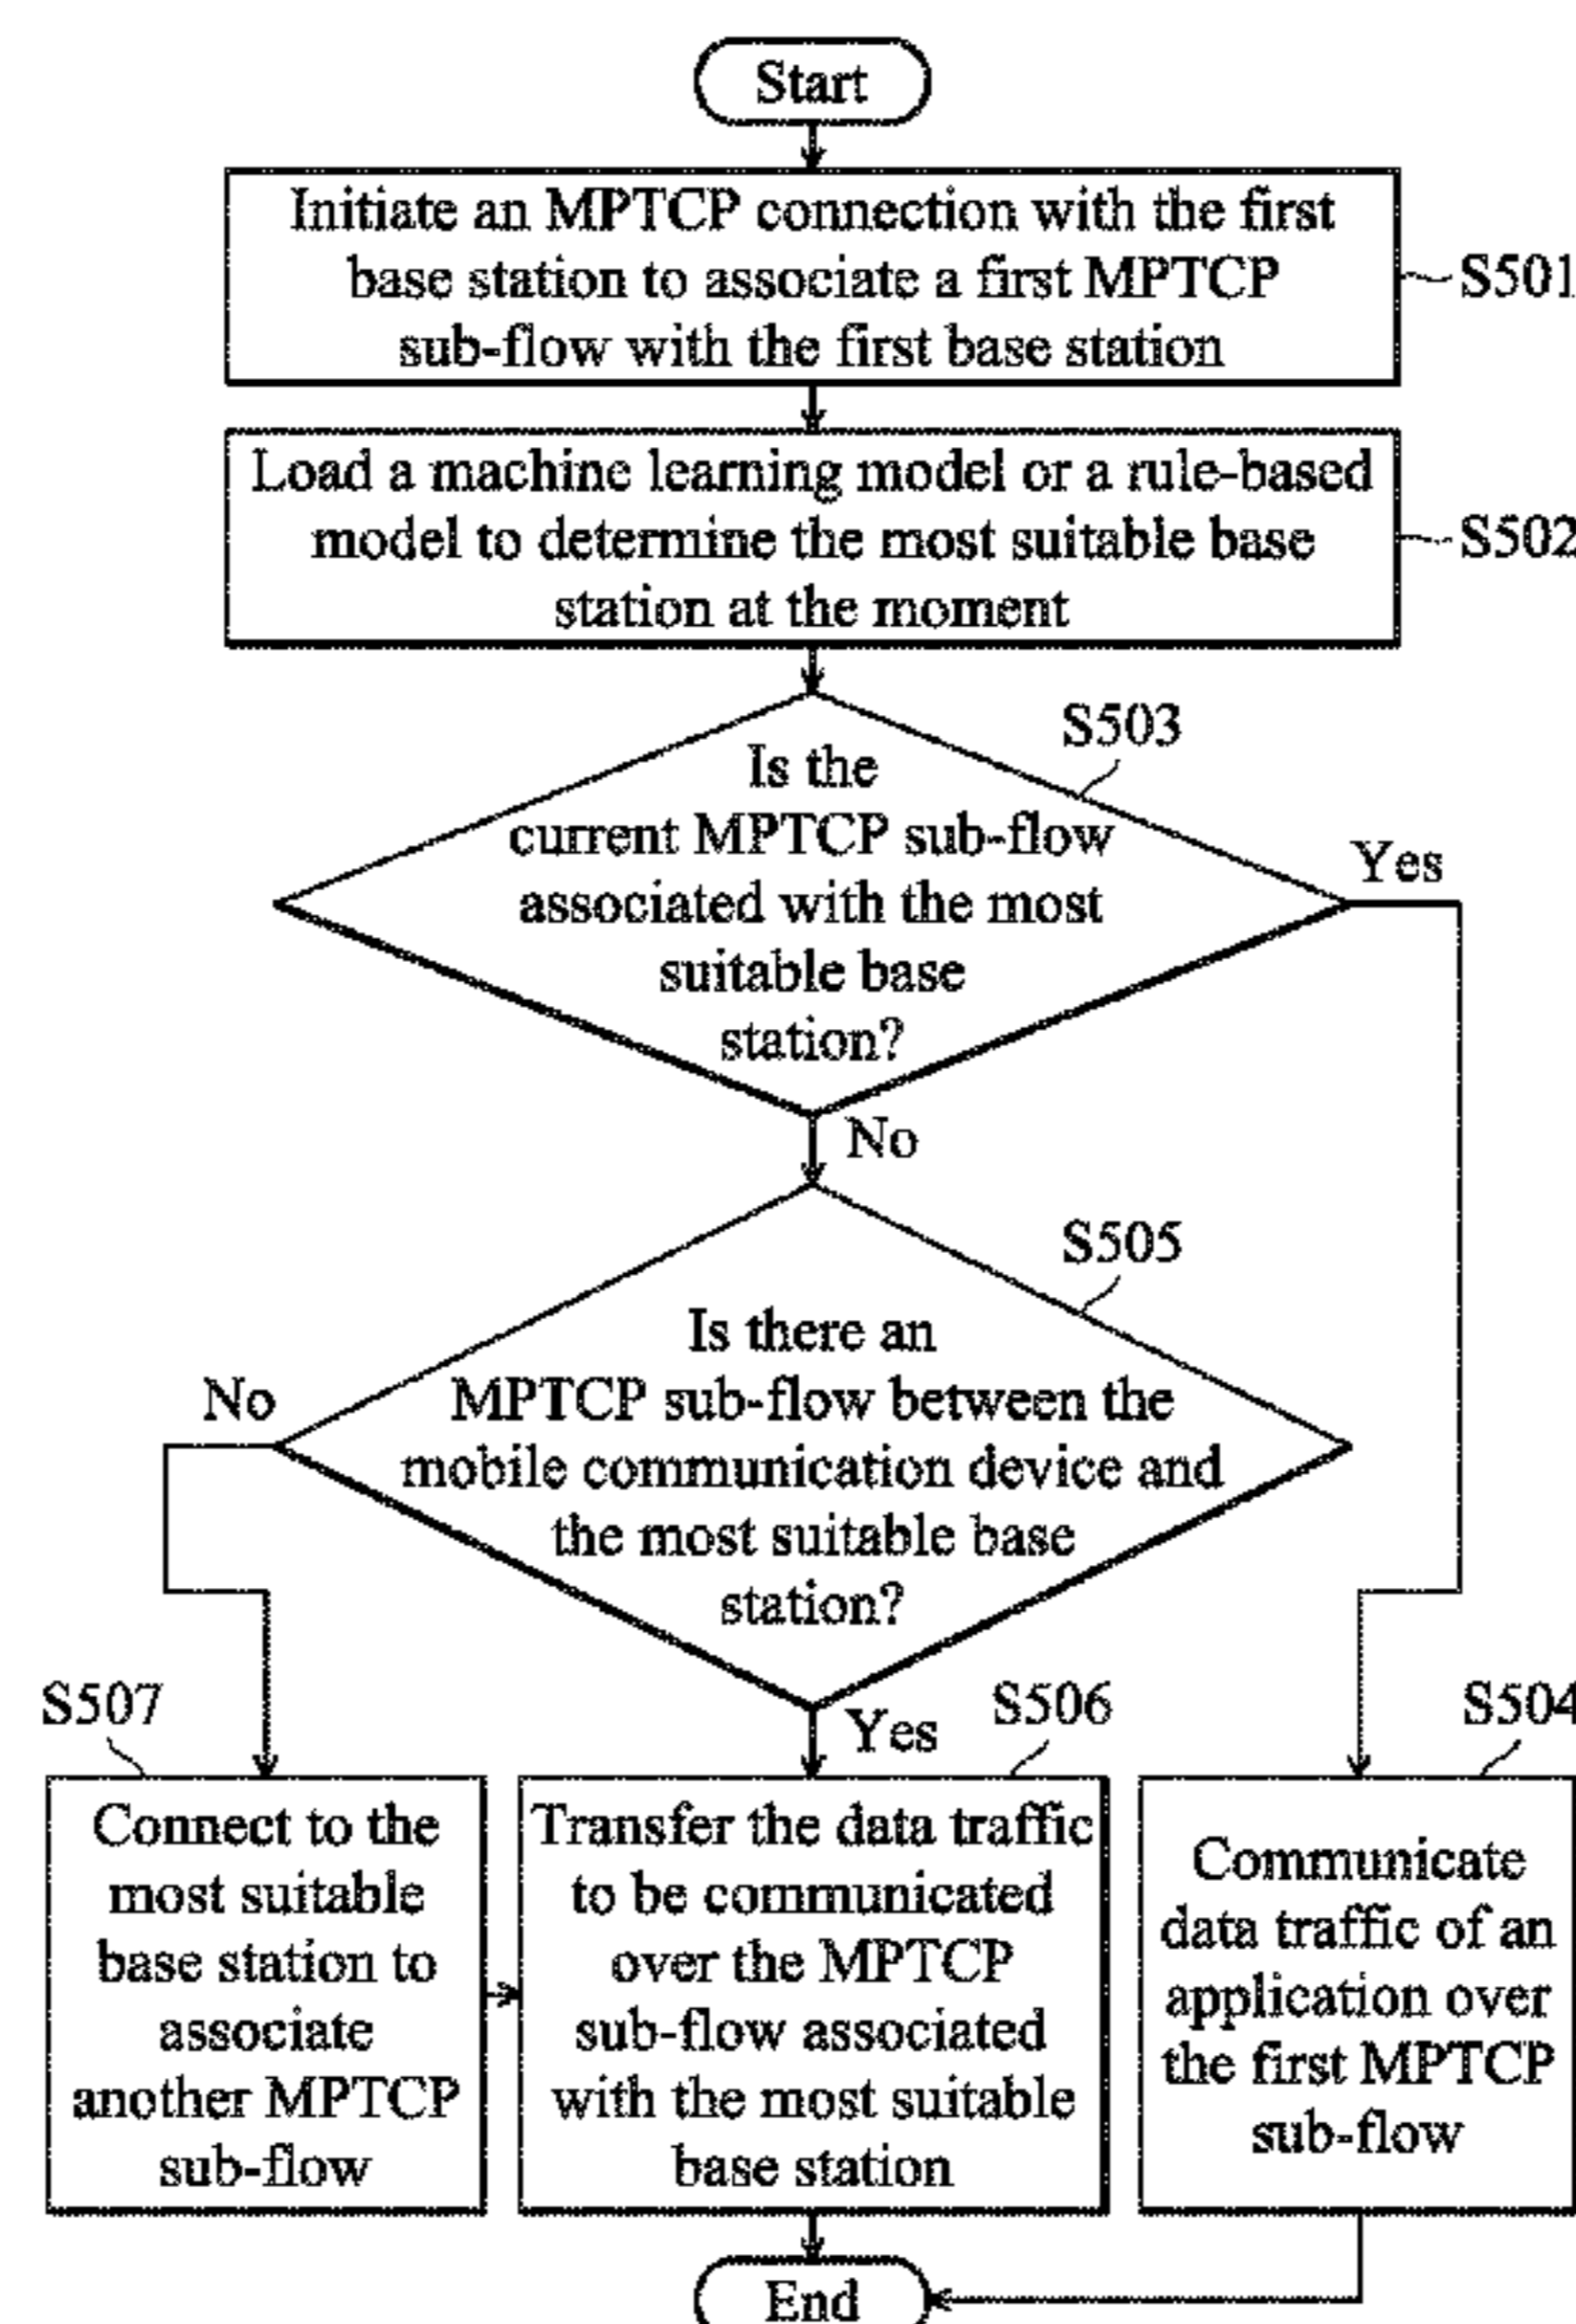 Start
Initiate an MPTCP connection with the first
base station to associate a first MPTCP
sub-flow with the first base station
S501
Load a machine learning model or a rule-based
model to determine the most suitable base
station at the moment
S502
S503
Is the
current MPTCP sub-flow
associated with the most
suitable base
station?
Yes
No
S505
Is there an
MPTCP sub-flow between the
mobile communication device and
the most suitable base
station?
No
Yes
S507
Connect to the
most suitable
base station to
associate
another MPTCP
sub-flow
S506
Transfer the data traffic
to be communicated
over the MPTCP
sub-flow associated
with the most suitable
base station
S504
Communicate
data traffic of an
application over
the first MPTCP
sub-flow
End